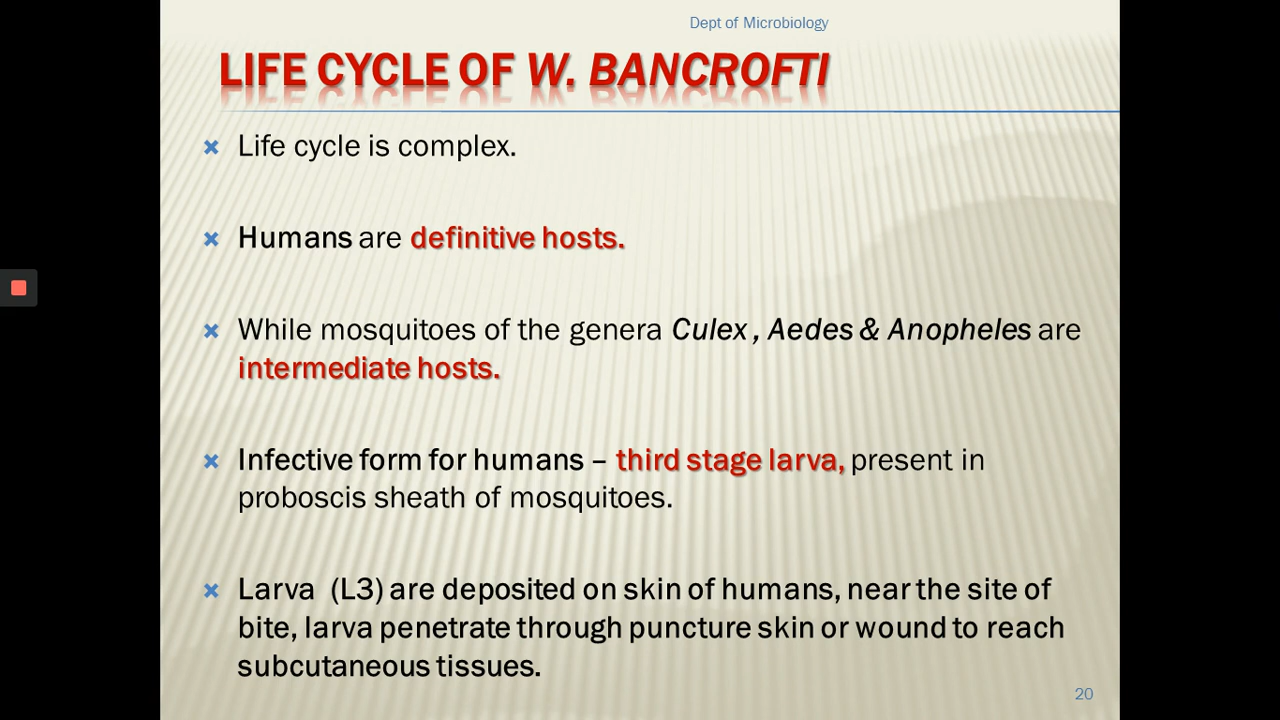 Dept of Microbiology
LIFE CYCLE OF W. BANCROFTI
Life cycle is complex.
Humans are definitive hosts.
While mosquitoes of the genera Culex , Aedes & Anopheles are
intermediate hosts.
Infective form for humans – third stage larva, present in
proboscis sheath of mosquitoes.
Larva (L3) are deposited on skin of humans, near the site of
bite, larva penetrate through puncture skin or wound to reach
subcutaneous tissues.
20